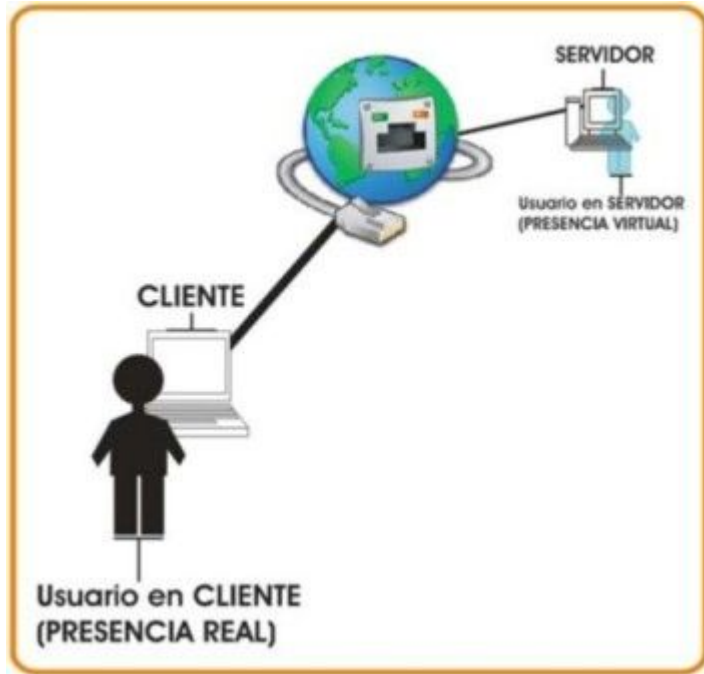 SERVIDOR
Usuario en SERVIDOR
(PRESENCIA VIRTUAL)
CLIENTE
Usuario en CLIENTE
(PRESENCIA REAL)